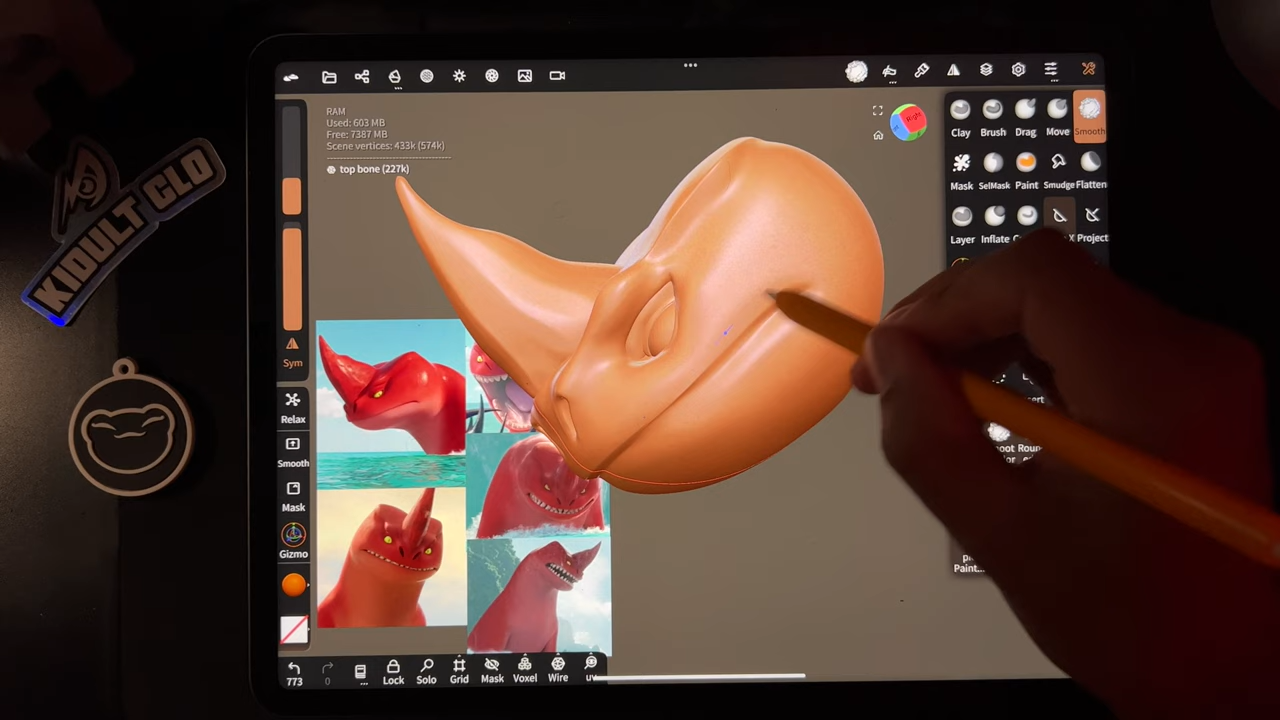 RAM
Used: 603 MB
Free: 7387 MB
Scene vertices: 433k (574k)
top bone (227k)
Right
Clay Brush Drag Move Smooth
Mask SelMask Paint Smudge Flatten
Layer Inflate Project
Paint...
Sym
Relax
Smooth
Mask
Gizmo
773 0 Lock Solo Grid Mask Voxel Wire
KIDULT CLO